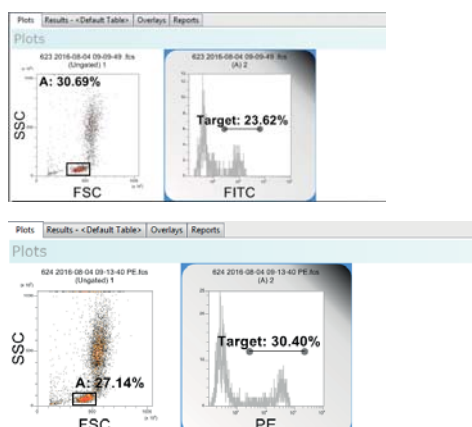 Plots Results - <Default Table> Overlays Reports
Plots
623 2016-08-04 09-09-49 .fcs
(Ungated) 1
A: 30.69%
SSC
FSC
623 2016-08-04 09-09-49 .fcs
(A) 2
Target: 23.62%
FITC
Plots Results - <Default Table> Overlays Reports
Plots
624 2016-08-04 09-13-40 PE.fcs
(Ungated) 1
SSC
A: 27.14%
FSC
624 2016-08-04 09-13-40 PE.fcs
(A) 2
Target: 30.40%
PE